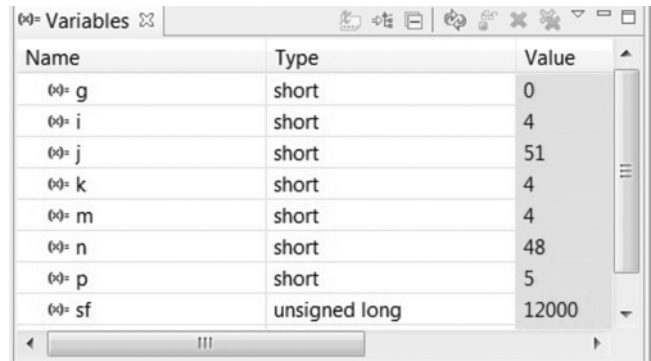 (x)= Variables
Name Type Value
(x)= g short 0
(x)= i short 4
(x)= j short 51
(x)= k short 4
(x)= m short 4
(x)= n short 48
(x)= p short 5
(x)= sf unsigned long 12000